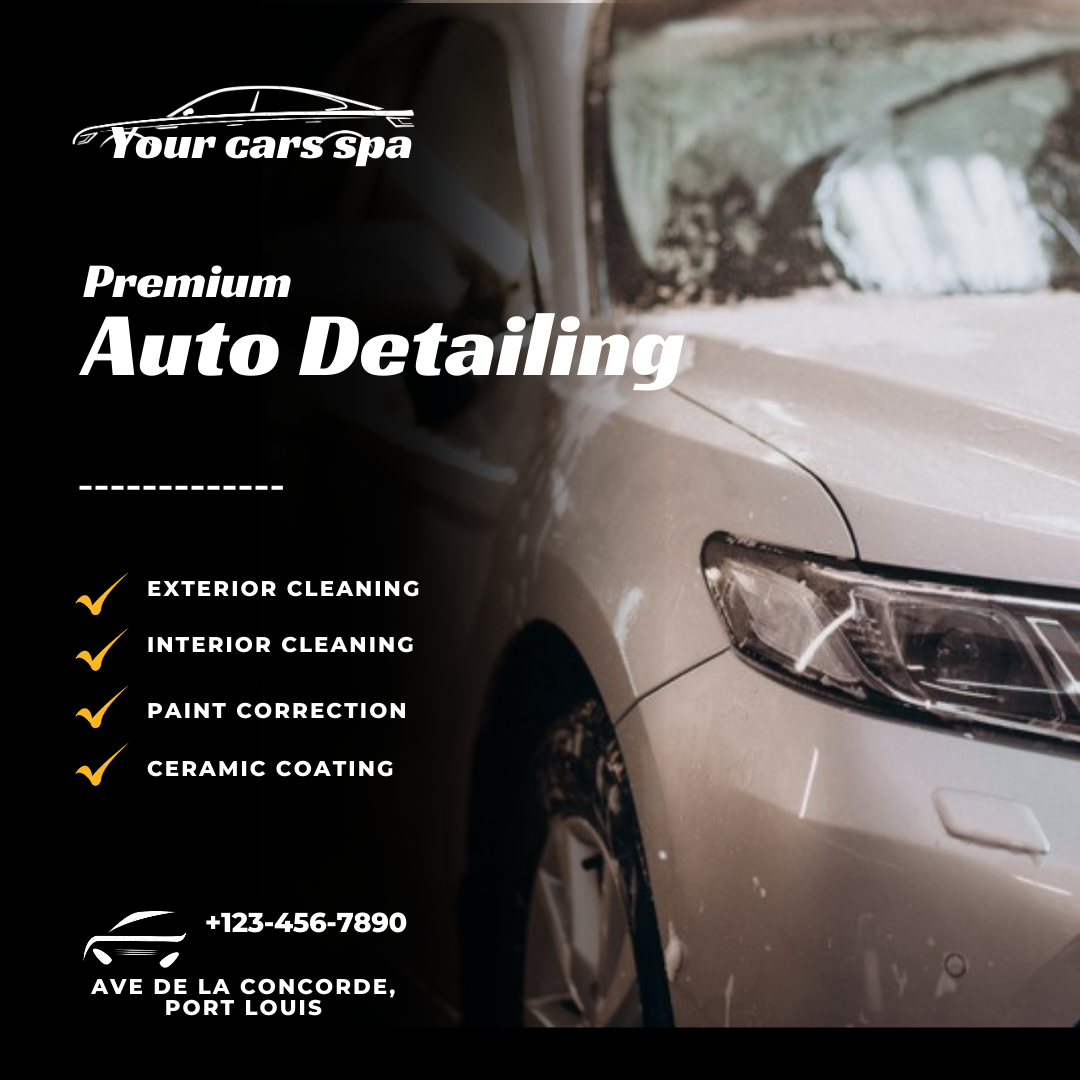 Your cars spa
Premium
Auto Detailing
-------------
EXTERIOR CLEANING
INTERIOR CLEANING
PAINT CORRECTION
CERAMIC COATING
+123-456-7890
AVE DE LA CONCORDE,
PORT LOUIS